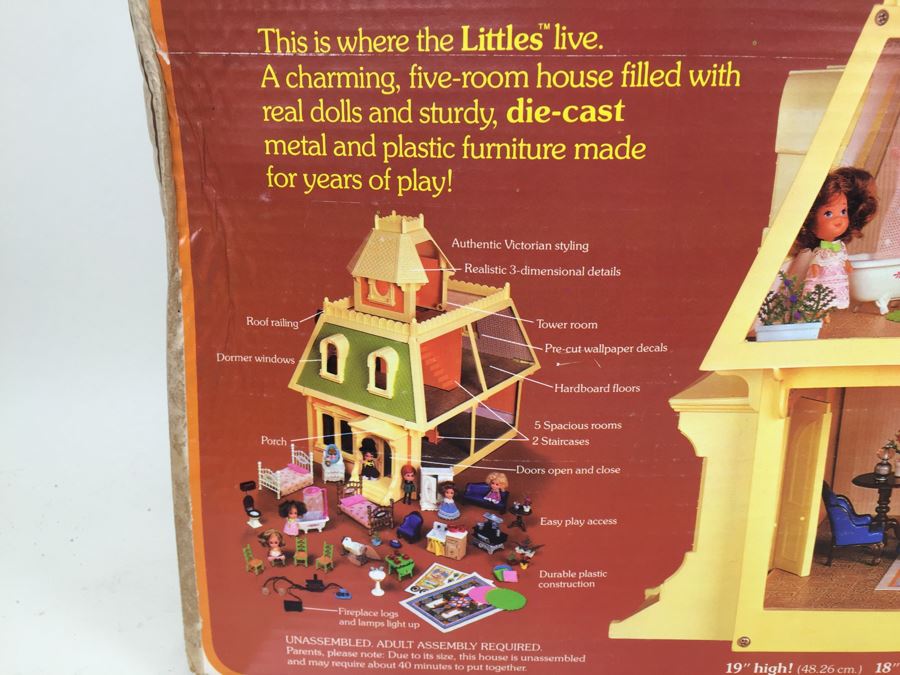 This is where the Littles™ live.
A charming, five-room house filled with
real dolls and sturdy, die-cast
metal and plastic furniture made
for years of play!
Authentic Victorian styling
Realistic 3-dimensional details
Roof railing
Tower room
Pre-cut wallpaper decals
Dormer windows
Hardboard floors
5 Spacious rooms
2 Staircases
Porch
Doors open and close
Easy play access
Durable plastic
construction
Fireplace logs
and lamps light up
UNASSEMBLED. ADULT ASSEMBLY REQUIRED.
Parents, please note: Due to its size, this house is unassembled
and may require about 40 minutes to put together.
19" high! (48.26 cm.) 18"